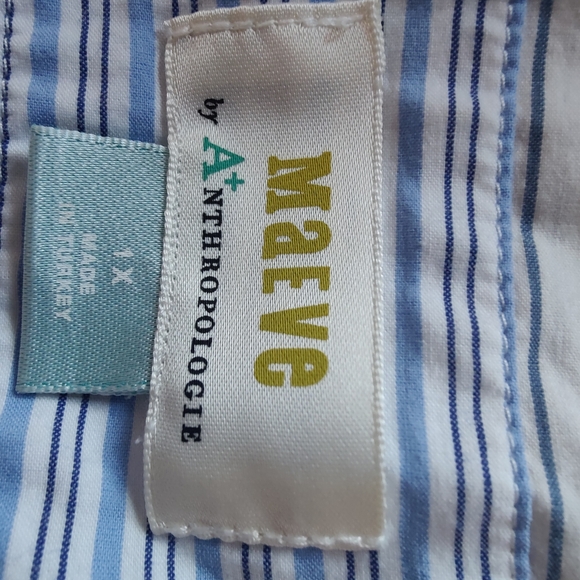 MaEve
by A+NTHROPOLOGIE
1X
MADE
IN TURKEY